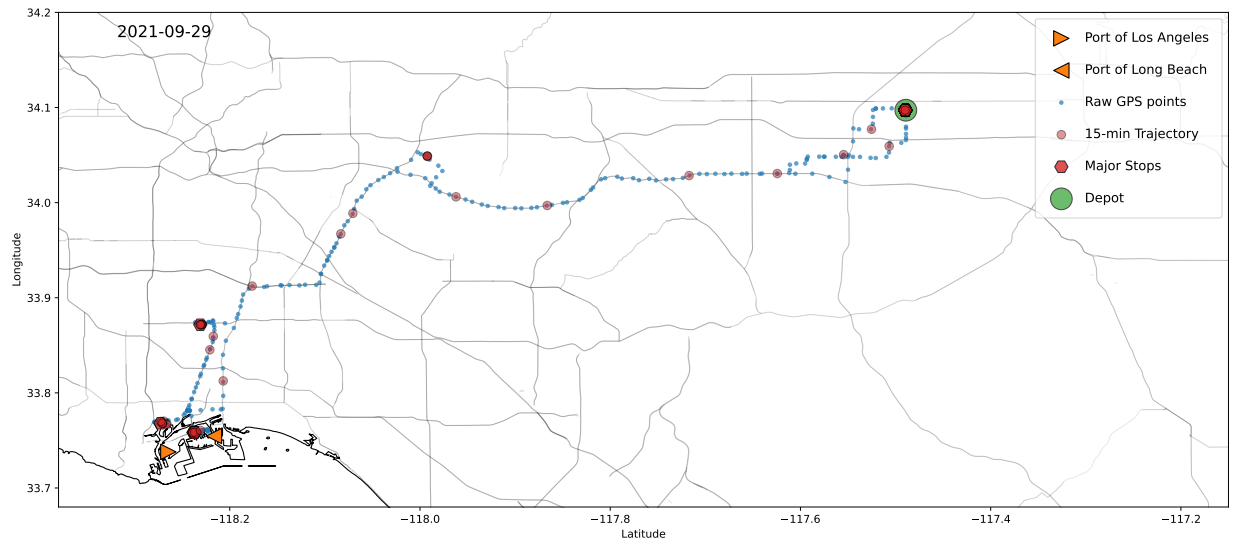 2021-09-29
Port of Los Angeles
Port of Long Beach
Raw GPS points
15-min Trajectory
Major Stops
Depot
34.2
34.1
34.0
33.9
33.8
33.7
Longitude
−118.2
−118.0
−117.8
−117.6
−117.4
−117.2
Latitude